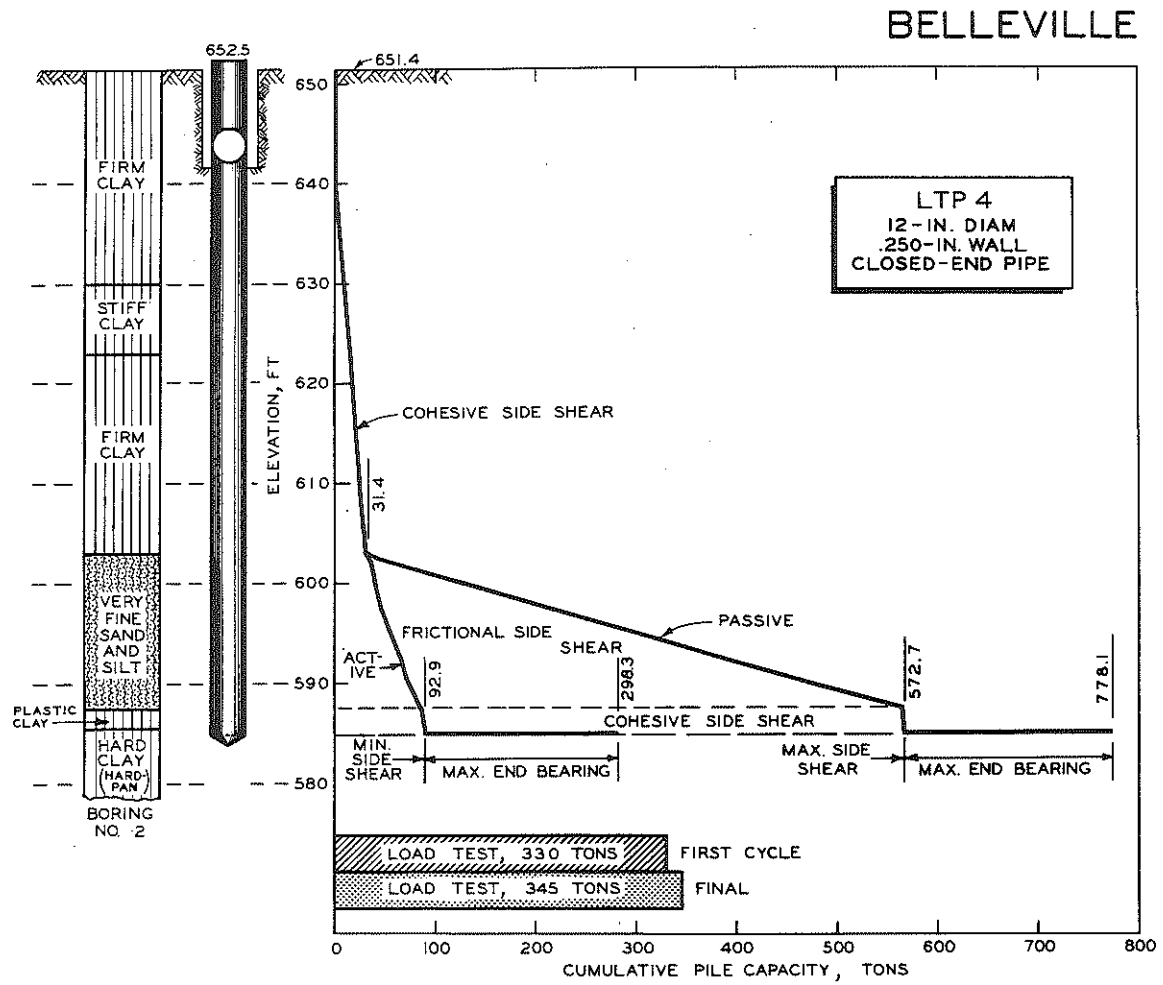 BELLEVILLE
652.5
651.4
650
640
630
620
610
600
590
580
ELEVATION, FT
FIRM
CLAY
STIFF
CLAY
FIRM
CLAY
VERY
FINE
SAND
AND
SILT
PLASTIC
CLAY
HARD
CLAY
(HARD-
PAN)
BORING
NO. 2
LTP 4
12-IN. DIAM
.250-IN. WALL
CLOSED-END PIPE
COHESIVE SIDE SHEAR
31.4
FRICTIONAL SIDE
SHEAR
PASSIVE
ACT-
IVE
92.9
298.3
572.7
778.1
COHESIVE SIDE SHEAR
MIN.
SIDE
SHEAR
MAX. END BEARING
MAX. SIDE
SHEAR
MAX. END BEARING
LOAD TEST, 330 TONS
FIRST CYCLE
LOAD TEST, 345 TONS
FINAL
0 100 200 300 400 500 600 700 800
CUMULATIVE PILE CAPACITY, TONS